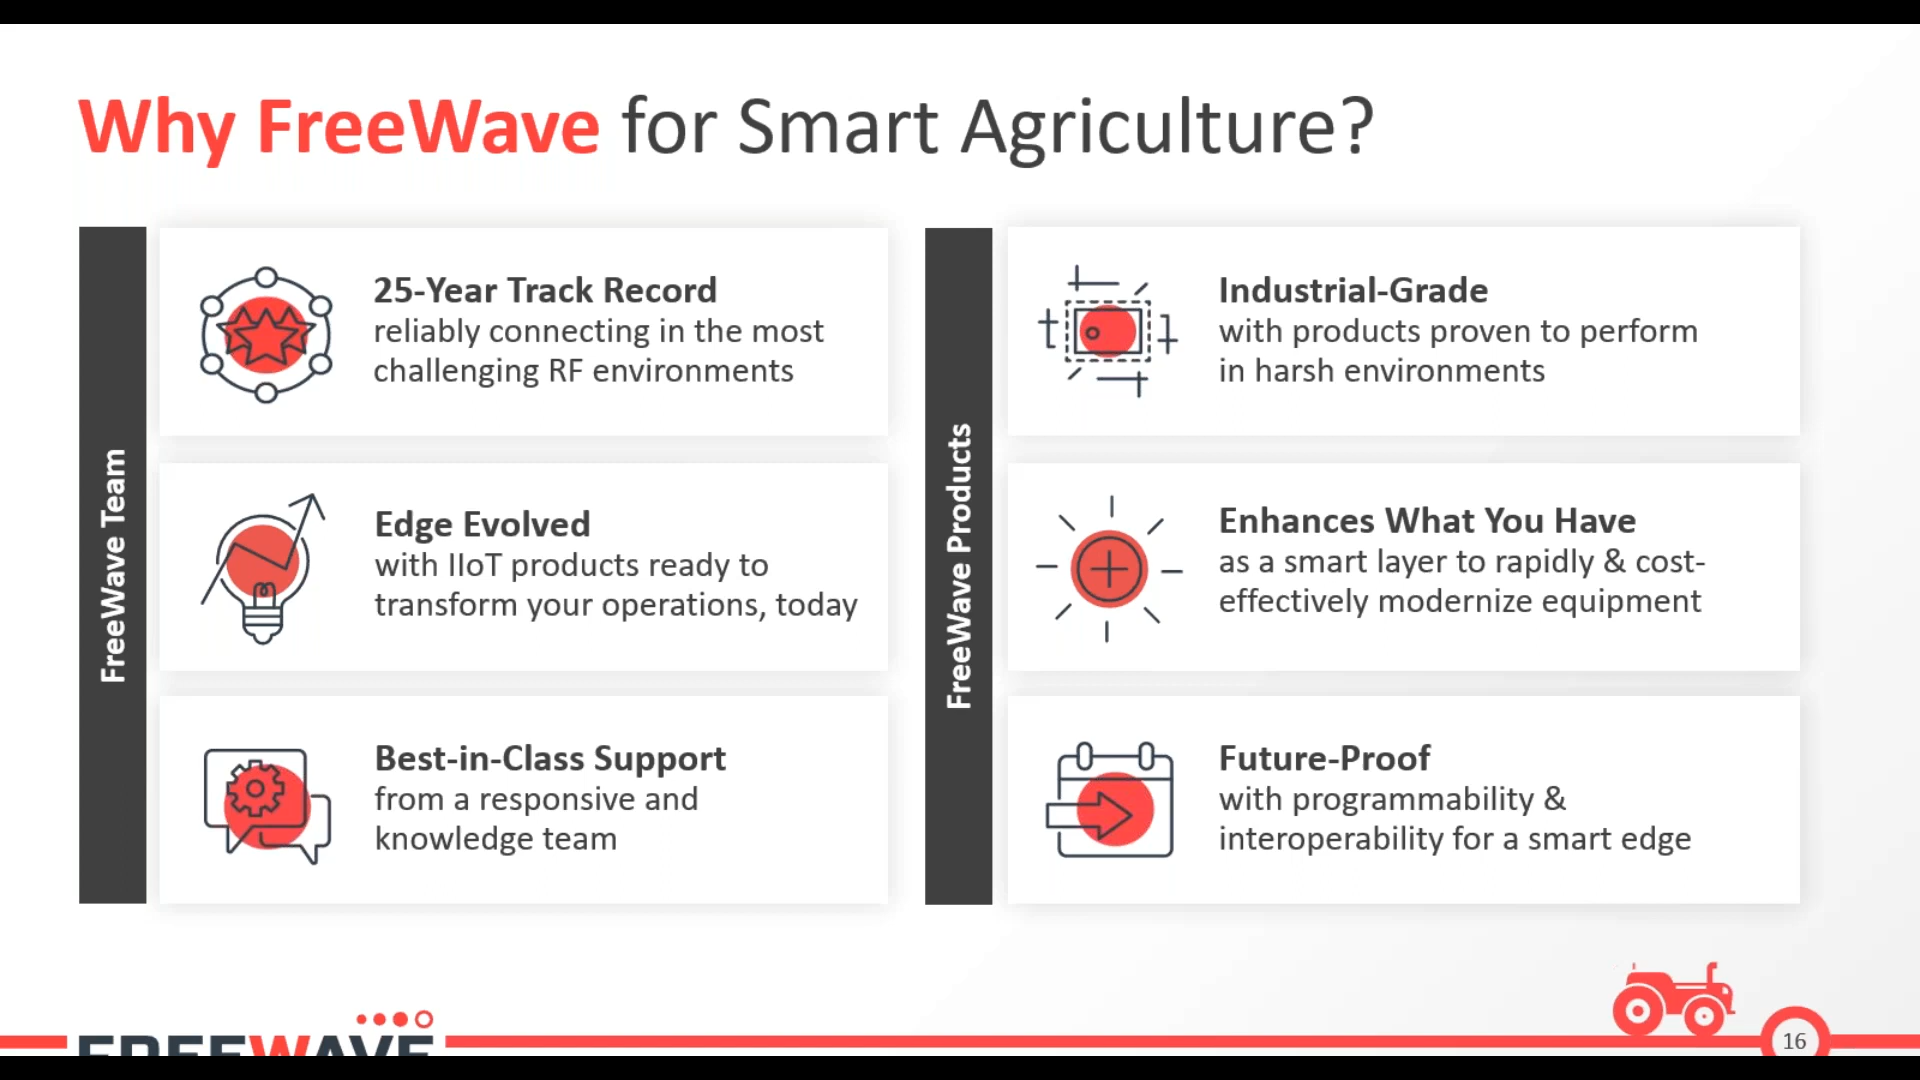 Why FreeWave for Smart Agriculture?
FreeWave Team
25-Year Track Record
reliably connecting in the most
challenging RF environments
Edge Evolved
with IIoT products ready to
transform your operations, today
Best-in-Class Support
from a responsive and
knowledge team
FreeWave Products
Industrial-Grade
with products proven to perform
in harsh environments
Enhances What You Have
as a smart layer to rapidly & cost-
effectively modernize equipment
Future-Proof
with programmability &
interoperability for a smart edge
FREEWAVE
16